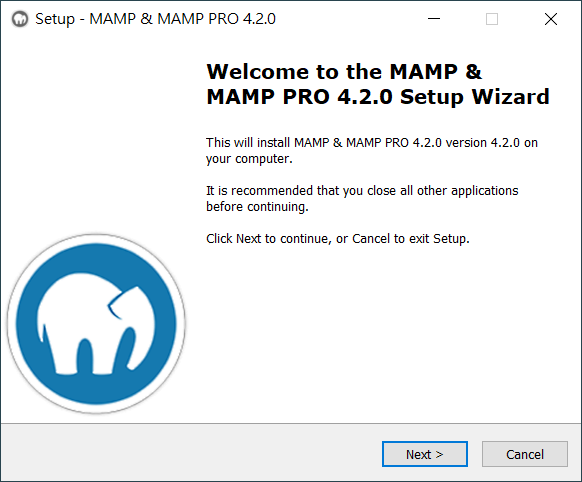 Setup - MAMP & MAMP PRO 4.2.0
Welcome to the MAMP &
MAMP PRO 4.2.0 Setup Wizard
This will install MAMP & MAMP PRO 4.2.0 version 4.2.0 on
your computer.
It is recommended that you close all other applications
before continuing.
Click Next to continue, or Cancel to exit Setup.
Next >
Cancel